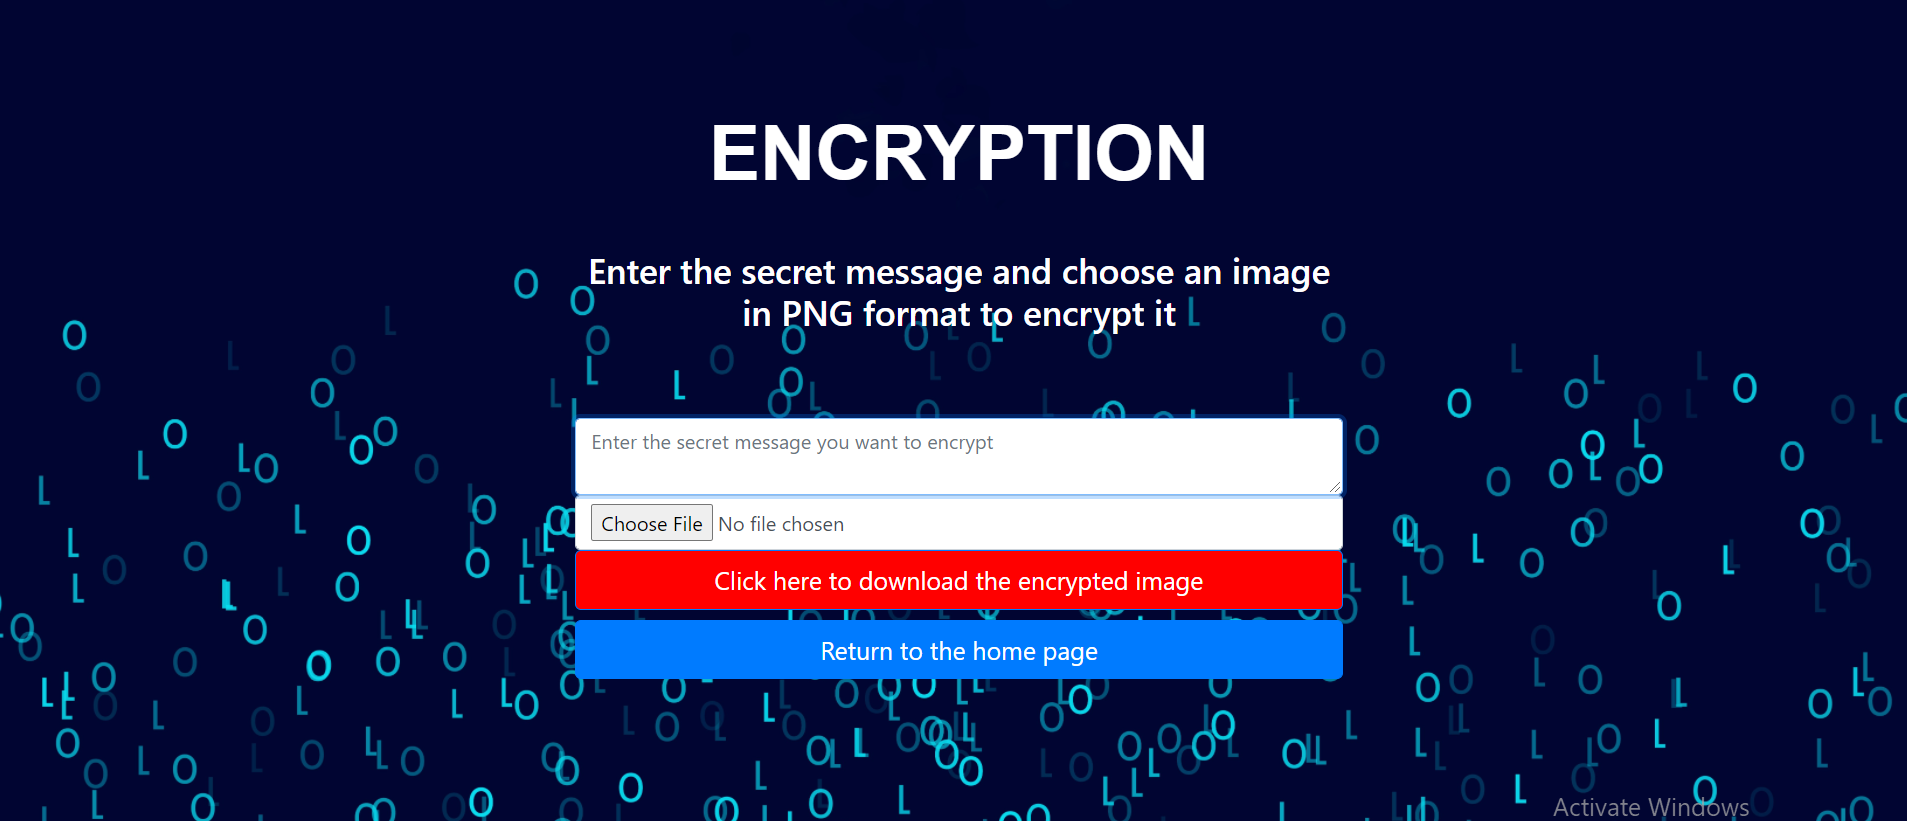 ENCRYPTION
Enter the secret message and choose an image
in PNG format to encrypt it
Enter the secret message you want to encrypt
Choose File No file chosen
Click here to download the encrypted image
Return to the home page
Activate Windows